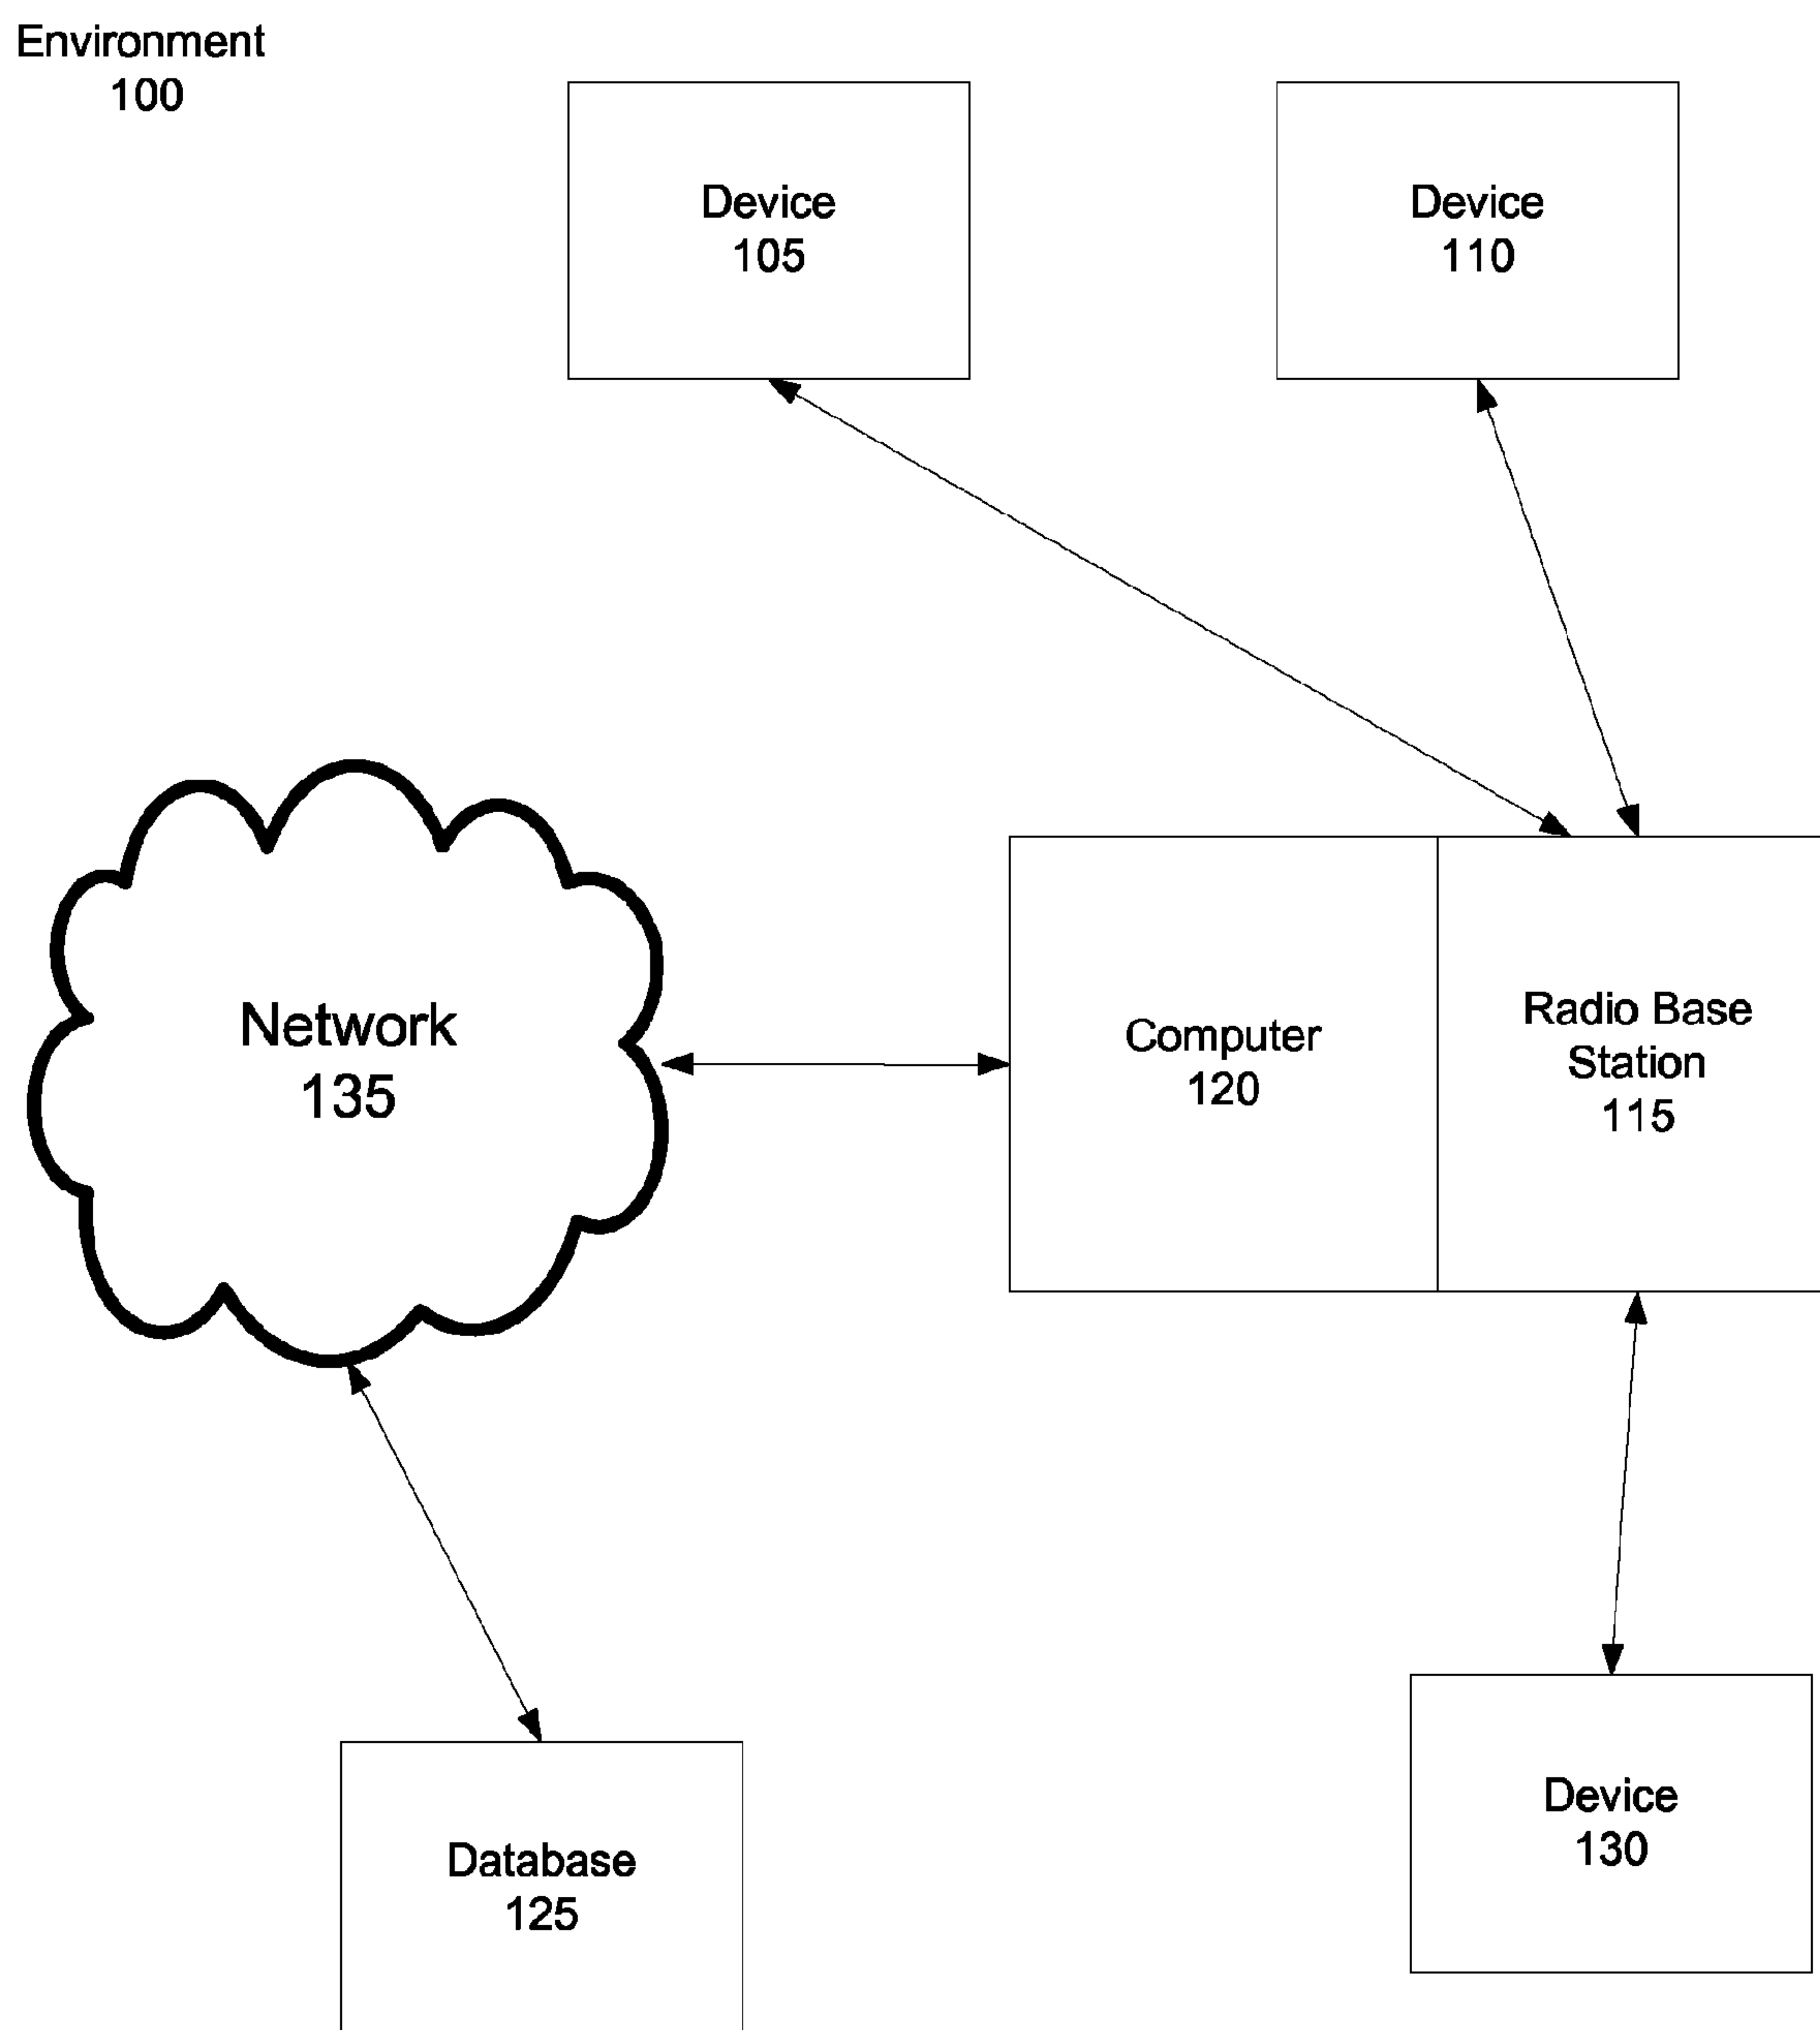 Environment
100
Device
105
Device
110
Network
135
Computer
120
Radio Base
Station
115
Database
125
Device
130